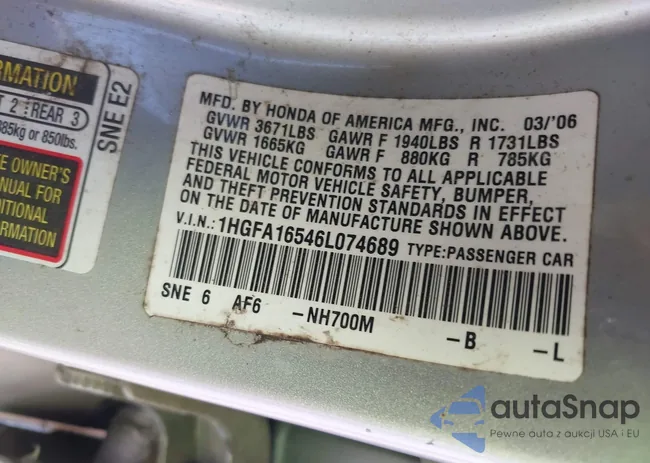 RMATION
T 2 REAR 3
385kg or 850lbs.
E OWNER'S
NUAL FOR
DITIONAL
ORMATION
SNE E2
MFD. BY HONDA OF AMERICA MFG., INC. 03/'06
GVWR 3671LBS GAWR F 1940LBS R 1731LBS
GVWR 1665KG GAWR F 880KG R 785KG
THIS VEHICLE CONFORMS TO ALL APPLICABLE
FEDERAL MOTOR VEHICLE SAFETY, BUMPER,
AND THEFT PREVENTION STANDARDS IN EFFECT
ON THE DATE OF MANUFACTURE SHOWN ABOVE.
V.I.N.: 1HGFA16546L074689 TYPE:PASSENGER CAR
SNE 6 AF6 -NH700M -B -L
autaSnap
Pewne auta z aukcji USA i EU